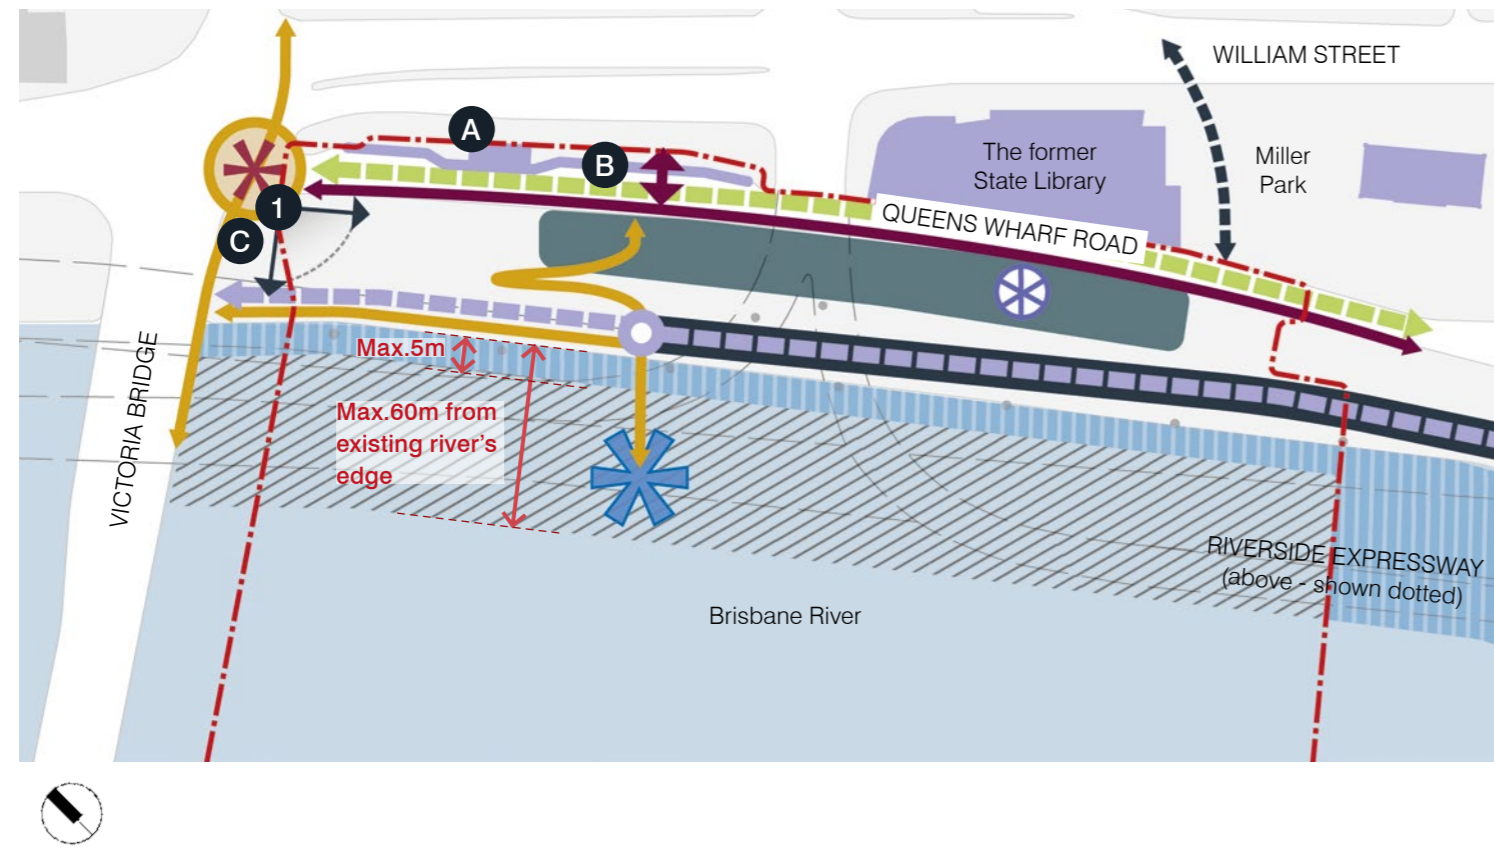 WILLIAM STREET
A
B
The former
State Library
Miller
Park
1
C
QUEENS WHARF ROAD
VICTORIA BRIDGE
Max.5m
Max.60m from
existing river’s
edge
RIVERSIDE EXPRESSWAY
(above - shown dotted)
Brisbane River